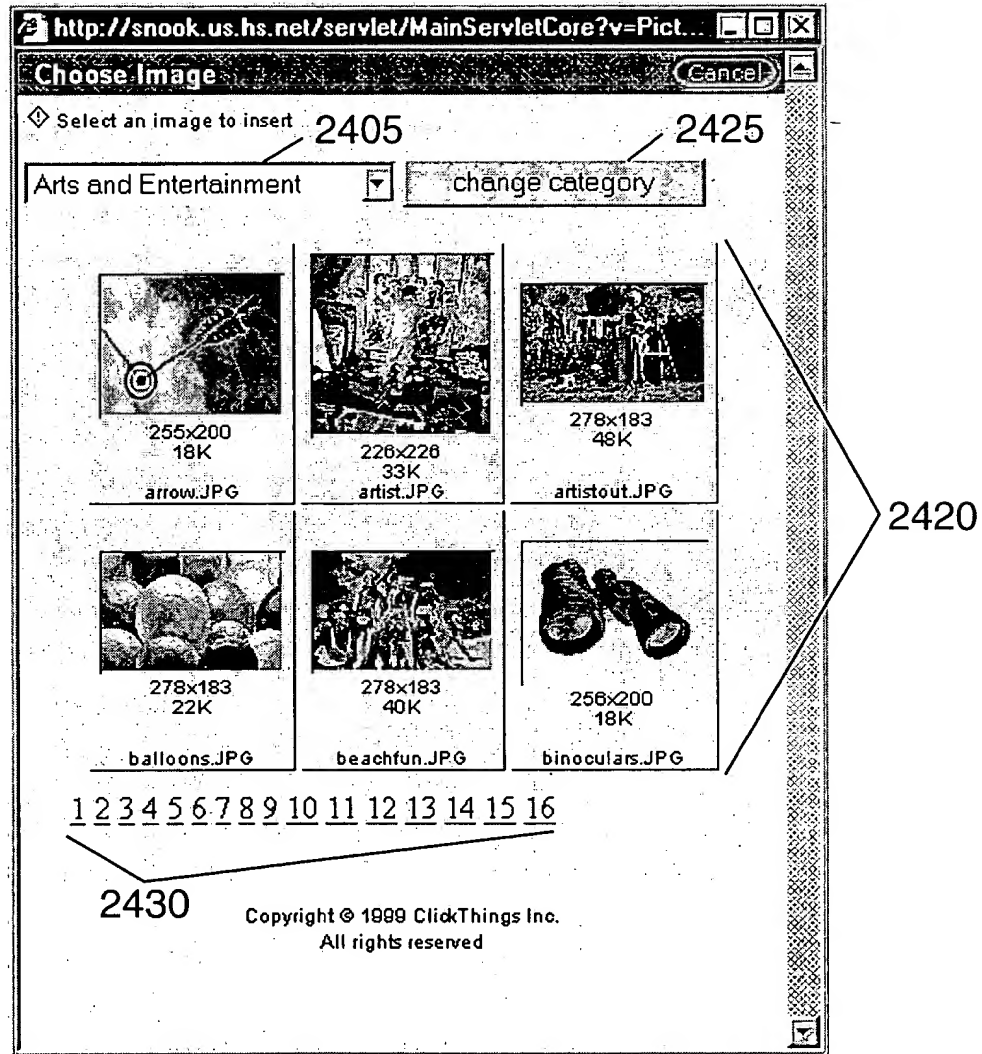 http://snook.us.hs.net/servlet/MainServletCore?v=Pict...
Choose Image
Cancel
Select an image to insert
2405
2425
Arts and Entertainment
change category
255x200
18K
arrow.JPG
226x226
33K
artist.JPG
278x183
48K
artistout.JPG
2420
278x183
22K
balloons.JPG
278x183
40K
beachfun.JPG
256x200
18K
binoculars.JPG
1 2 3 4 5 6 7 8 9 10 11 12 13 14 15 16
2430
Copyright © 1999 ClickThings Inc.
All rights reserved